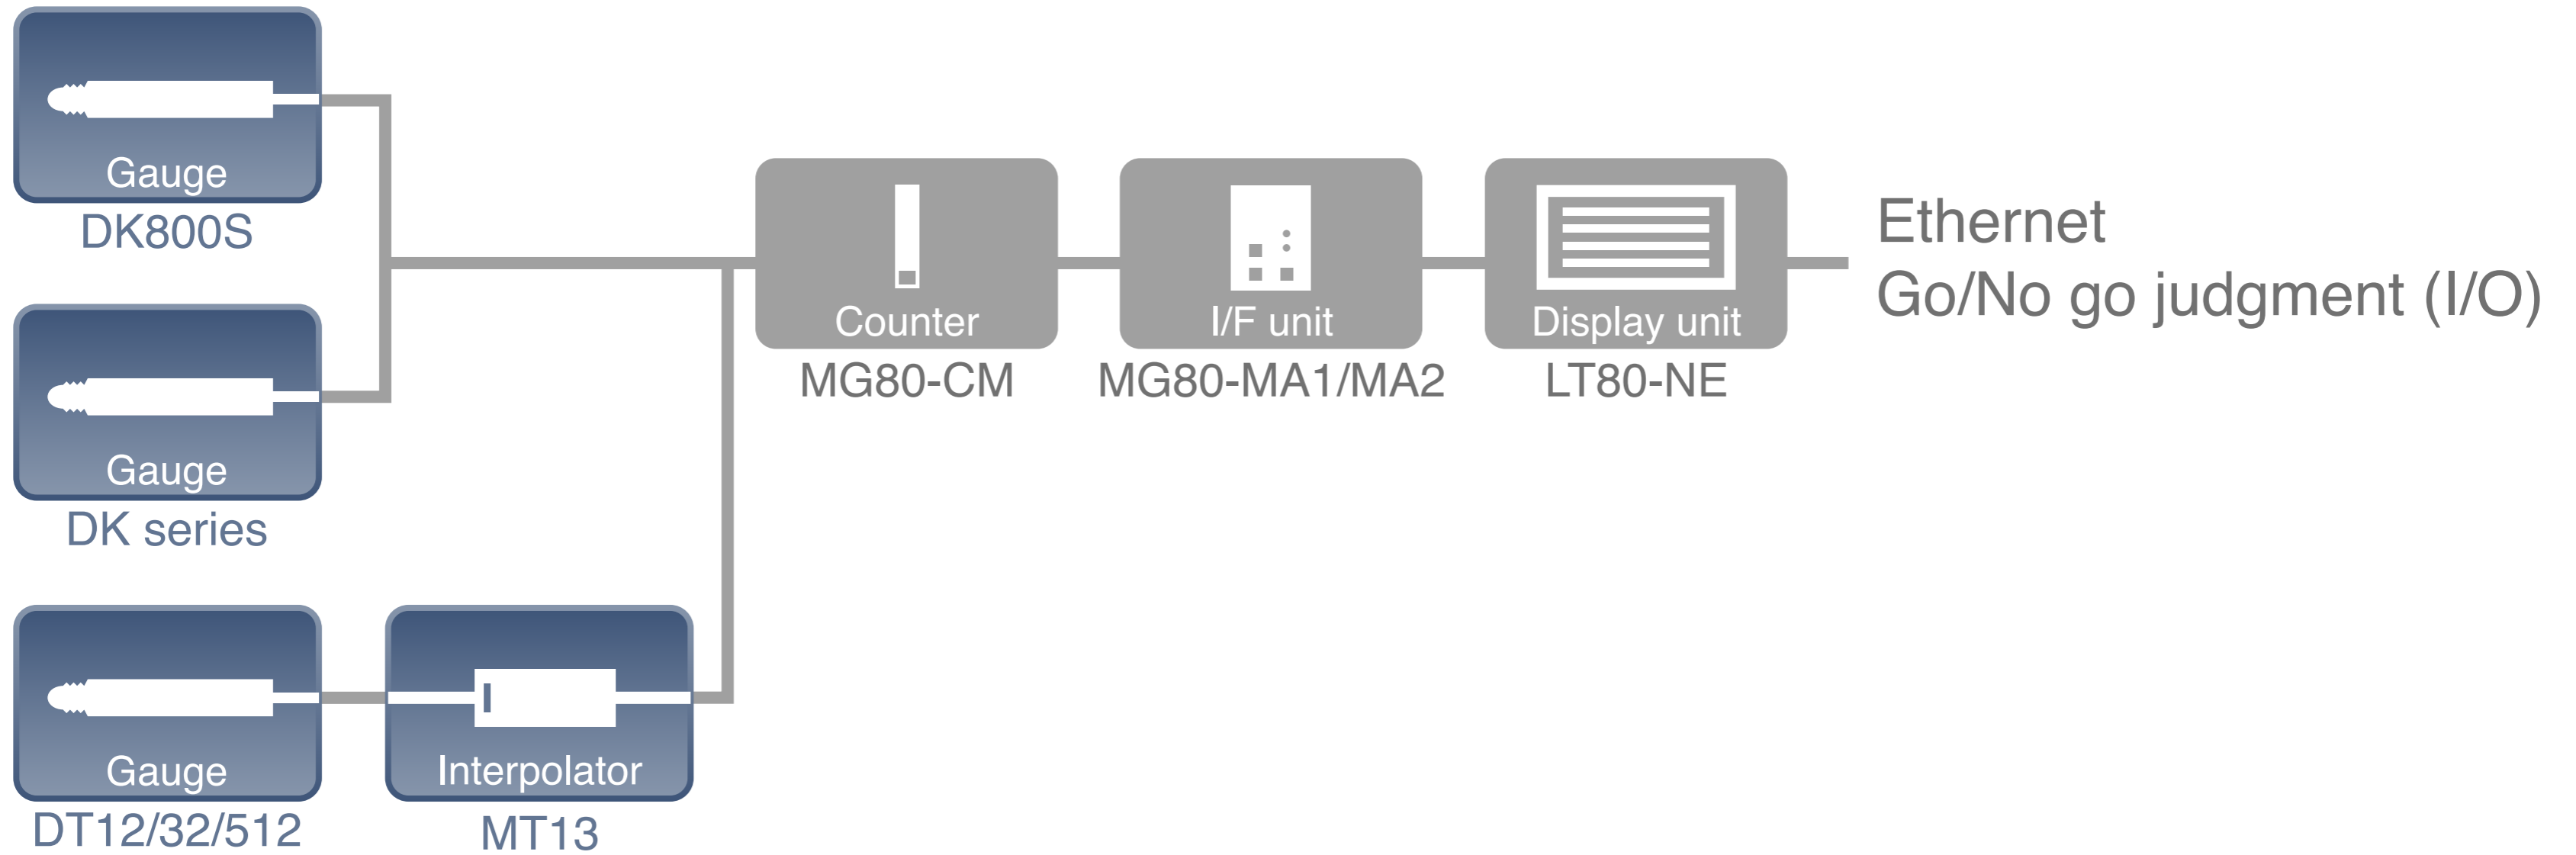 Gauge
DK800S
Gauge
DK series
Gauge
DT12/32/512
Interpolator
MT13
Counter
MG80-CM
I/F unit
MG80-MA1/MA2
Display unit
LT80-NE
Ethernet
Go/No go judgment (I/O)